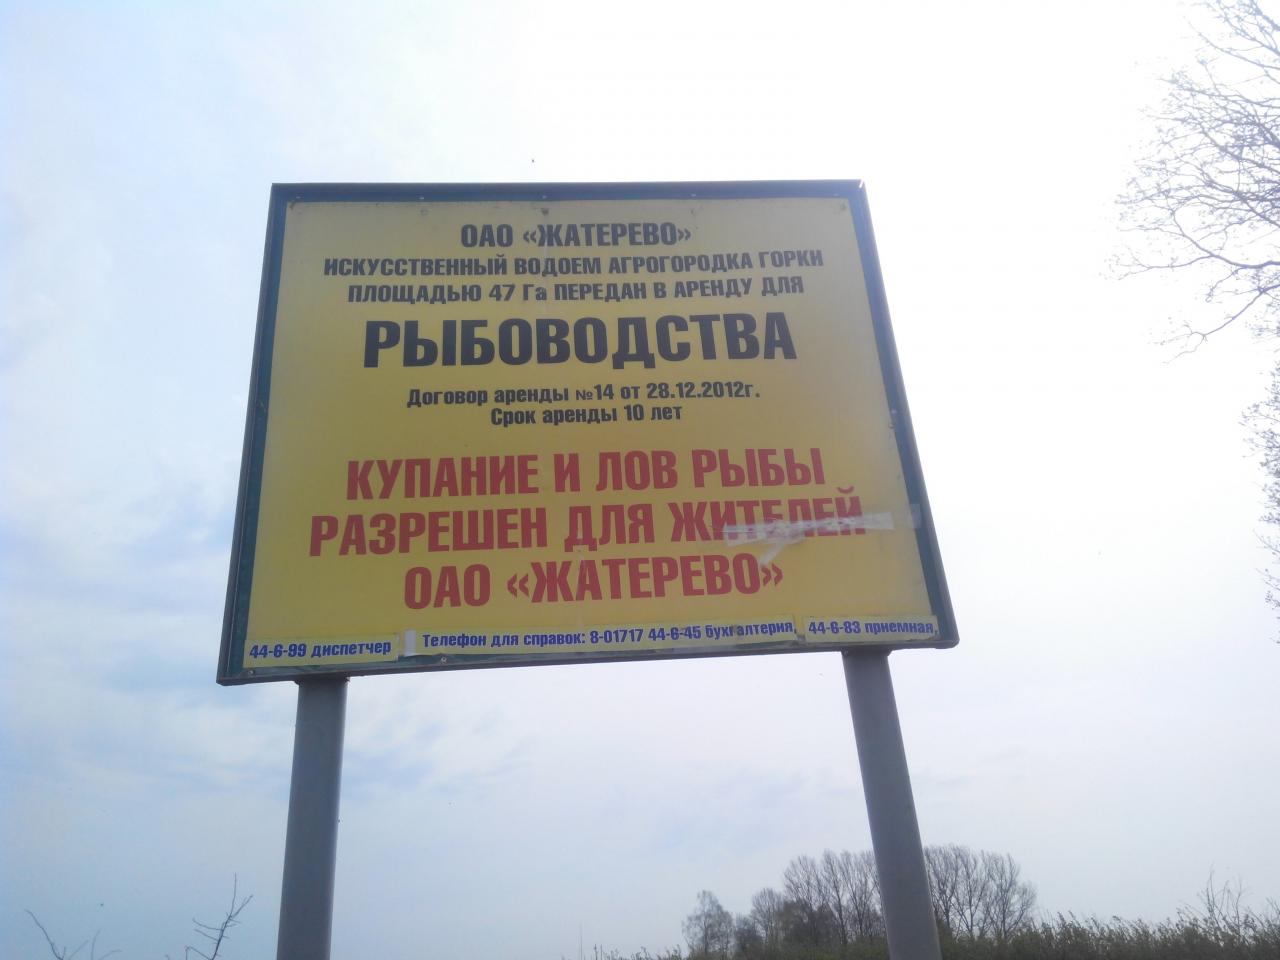 ОАО «ЖАТЕРЕВО»
ИСКУССТВЕННЫЙ ВОДОЕМ АГРОГОРОДКА ГОРКИ
ПЛОЩАДЬЮ 47 Га ПЕРЕДАН В АРЕНДУ ДЛЯ
РЫБОВОДСТВА
Договор аренды №14 от 28.12.2012г.
Срок аренды 10 лет
КУПАНИЕ И ЛОВ РЫБЫ
РАЗРЕШЕН ДЛЯ ЖИТЕЛЕЙ
ОАО «ЖАТЕРЕВО»
44-6-99 диспетчер Телефон для справок: 8-01717 44-6-45 бухгалтерия, 44-6-83 приемная,